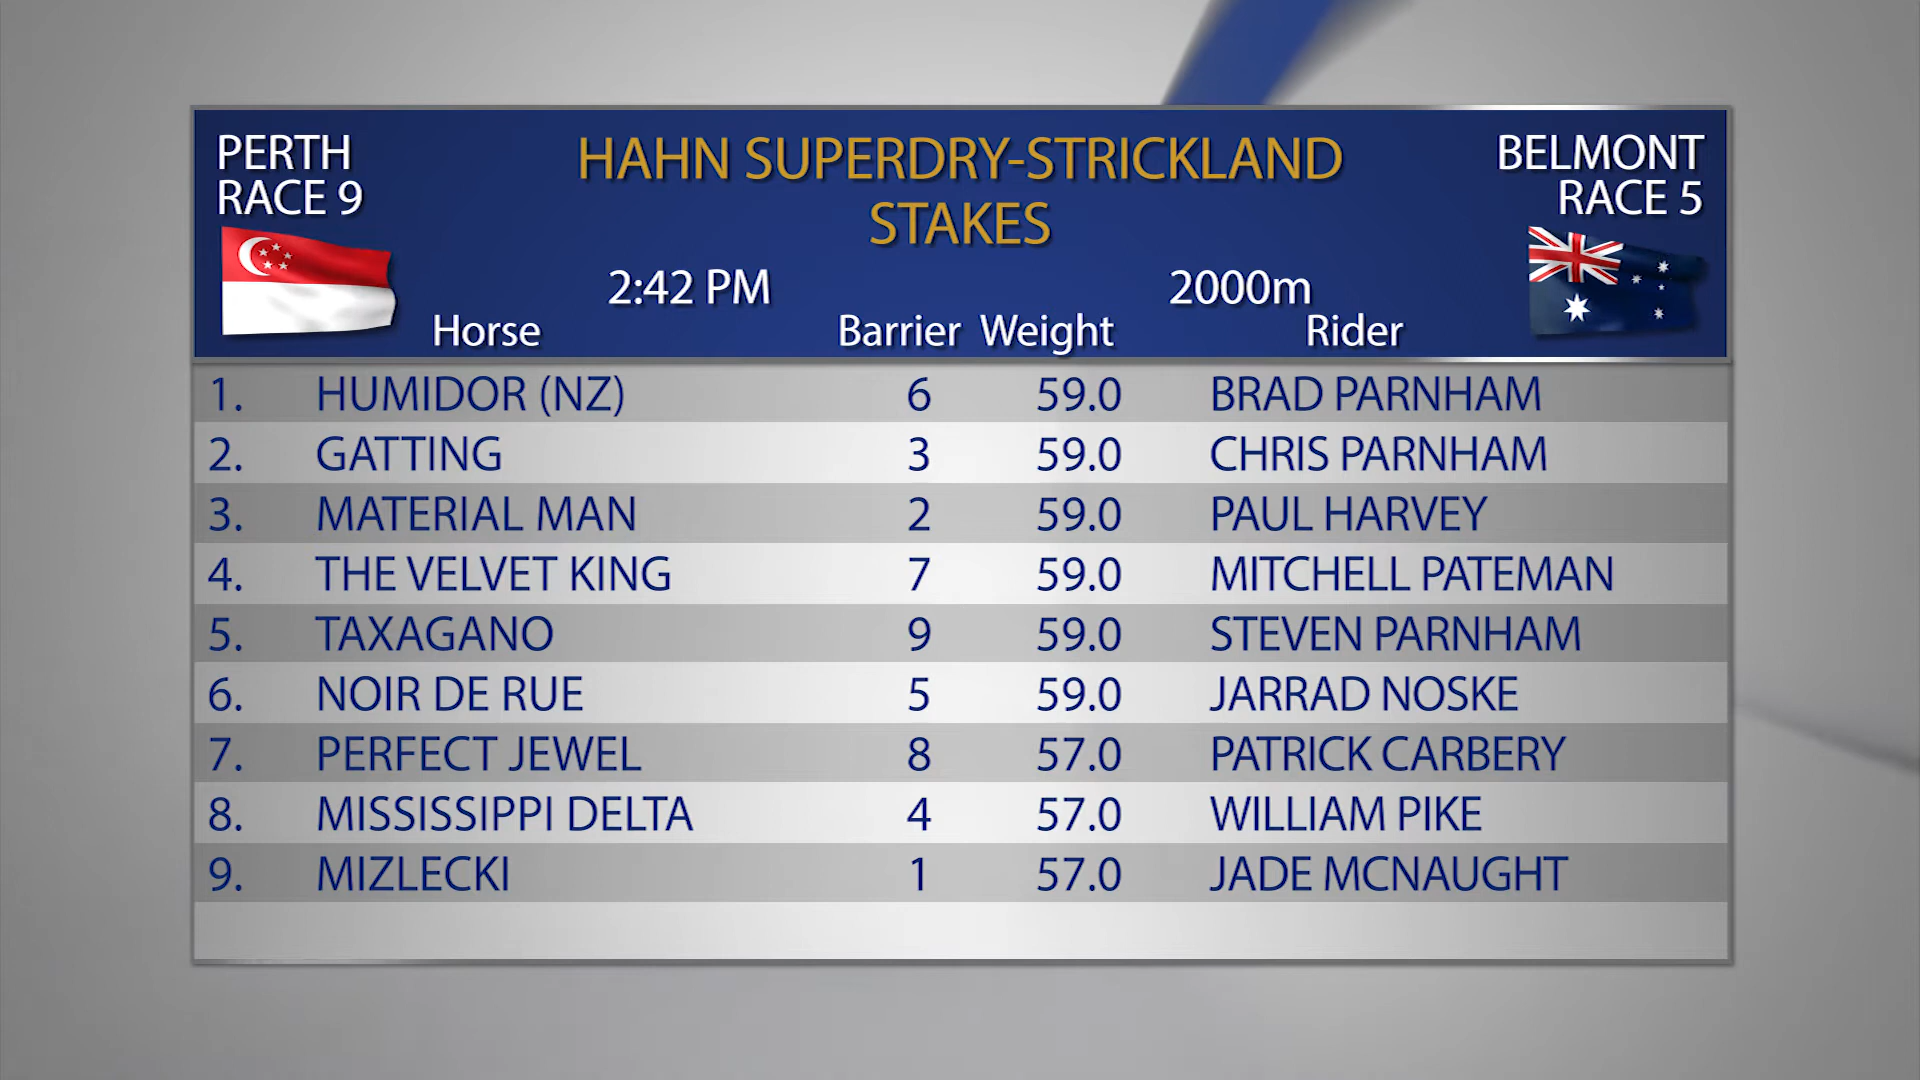 PERTH
RACE 9
HAHN SUPERDRY-STRICKLAND
STAKES
BELMONT
RACE 5
2:42 PM 2000m
Horse Barrier Weight Rider
1. HUMIDOR (NZ) 6 59.0 BRAD PARNHAM
2. GATTING 3 59.0 CHRIS PARNHAM
3. MATERIAL MAN 2 59.0 PAUL HARVEY
4. THE VELVET KING 7 59.0 MITCHELL PATEMAN
5. TAXAGANO 9 59.0 STEVEN PARNHAM
6. NOIR DE RUE 5 59.0 JARRAD NOSKE
7. PERFECT JEWEL 8 57.0 PATRICK CARBERY
8. MISSISSIPPI DELTA 4 57.0 WILLIAM PIKE
9. MIZLECKI 1 57.0 JADE MCNAUGHT